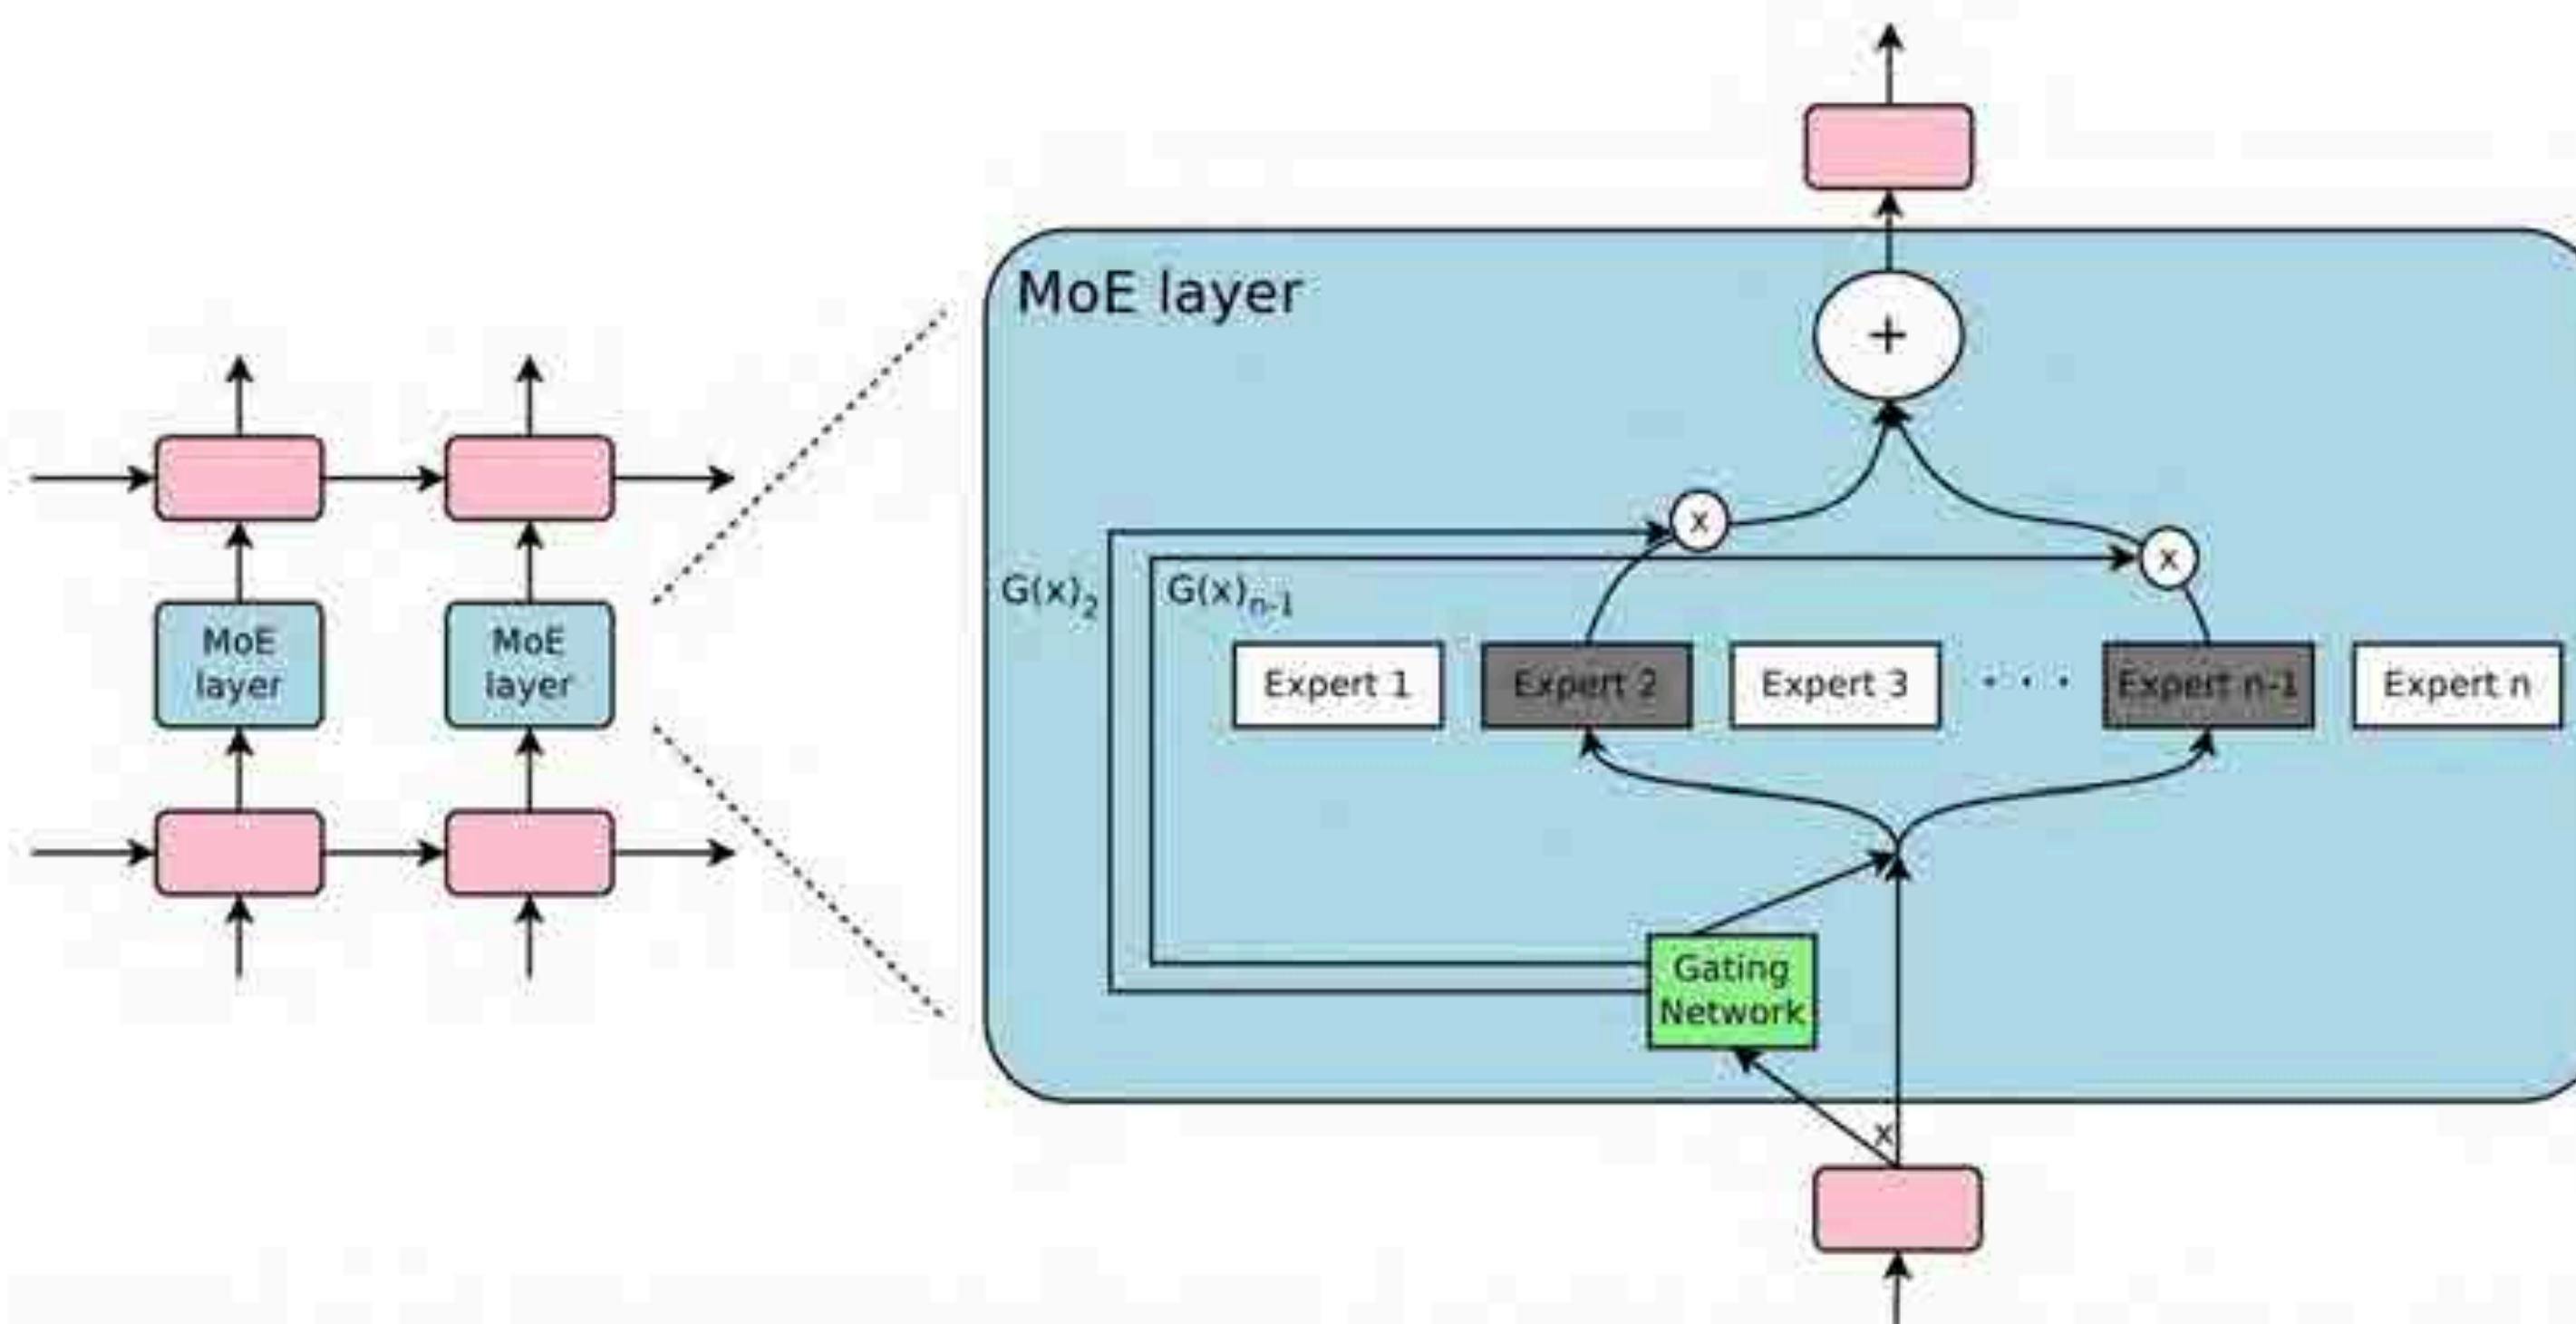 MoE
layer
MoE
layer
MoE layer
+
x
x
G(x)2
G(x)n-1
Expert 1
Expert 2
Expert 3
. . .
Expert n-1
Expert n
Gating
Network
x